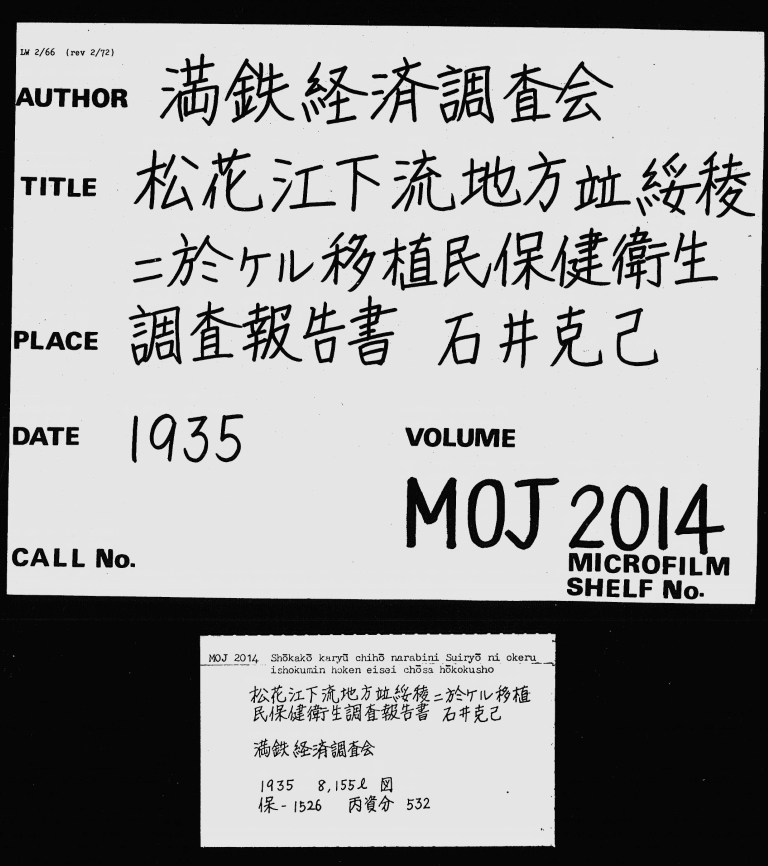 LW 2/66 (rev 2/72)
AUTHOR 満鉄経済調査会
TITLE 松花江下流地方竝綏稜
ニ於ケル移植民保健衛生
PLACE 調査報告書 石井克己
DATE 1935
VOLUME
MOJ 2014
CALL No.
MICROFILM
SHELF No.
MOJ 2014 Shōkakō karyū chihō narabini Suiryō ni okeru
ishokumin hoken eisei chōsa hōkokusho
松花江下流地方竝綏稜ニ於ケル移植
民保健衛生調査報告書 石井克己
満鉄経済調査会
1935 8,155ℓ 図
保-1526 丙資分 532